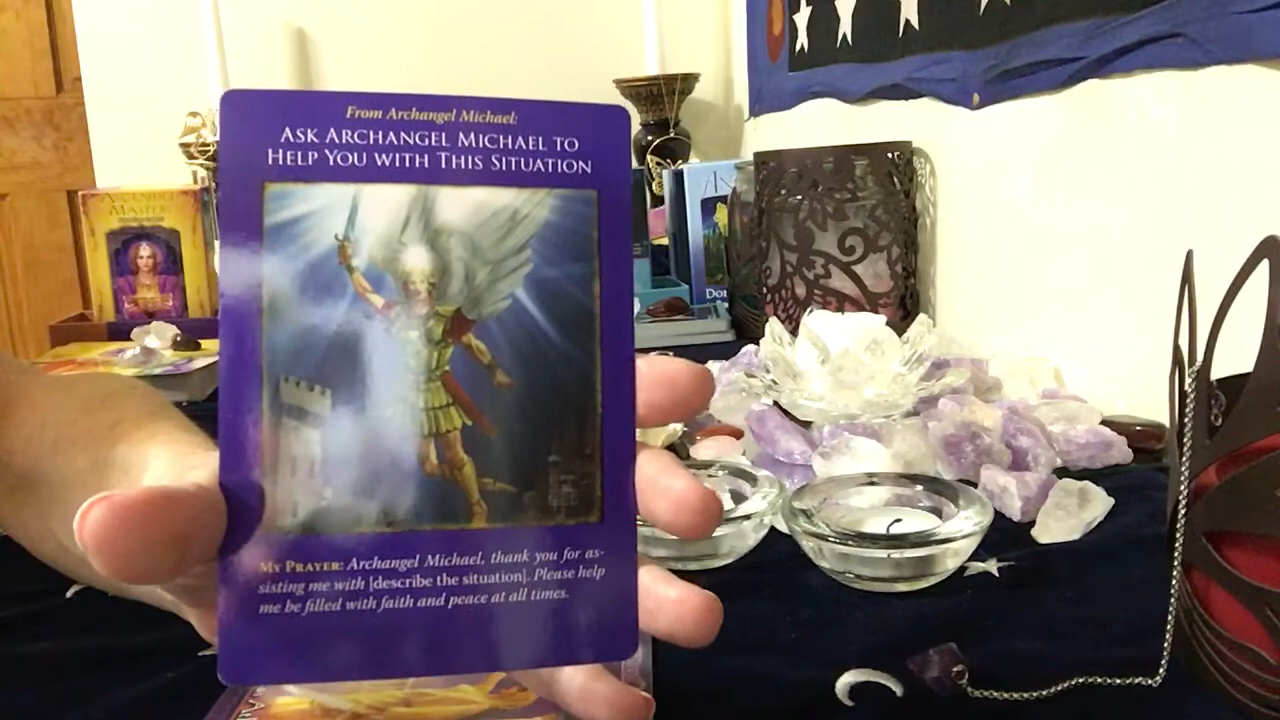 From Archangel Michael:
ASK ARCHANGEL MICHAEL TO
HELP YOU WITH THIS SITUATION
MY PRAYER: Archangel Michael, thank you for as-
sisting me with [describe the situation]. Please help
me be filled with faith and peace at all times.
MASTER